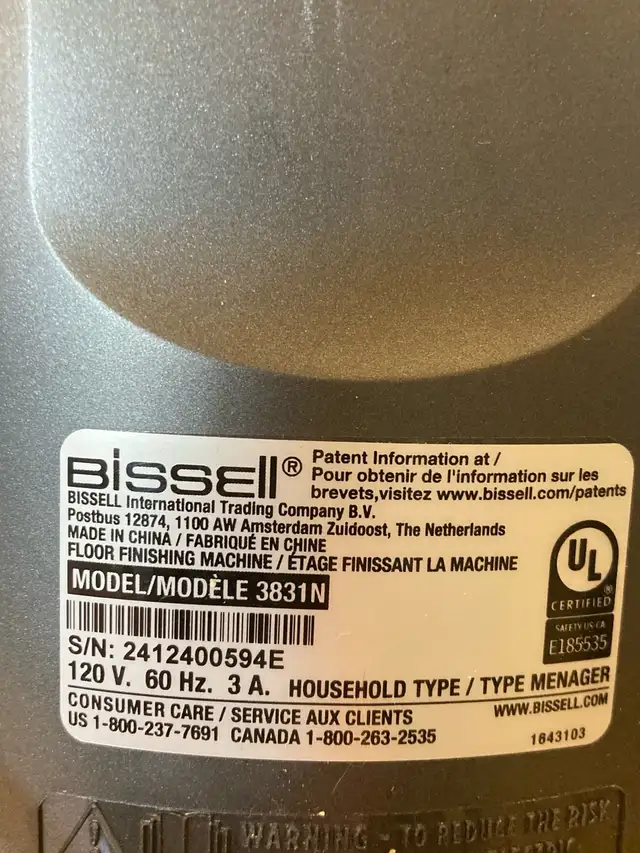 BISSELL®
Patent Information at /
Pour obtenir de l'information sur les
brevets,visitez www.bissell.com/patents
BISSELL International Trading Company B.V.
Postbus 12874, 1100 AW Amsterdam Zuidoost, The Netherlands
MADE IN CHINA / FABRIQUÉ EN CHINE
FLOOR FINISHING MACHINE / ÉTAGE FINISSANT LA MACHINE
MODEL/MODÈLE 3831N
UL®
CERTIFIED
SAFETY US-CA
E185535
S/N: 2412400594E
120 V. 60 Hz. 3 A. HOUSEHOLD TYPE / TYPE MENAGER
CONSUMER CARE / SERVICE AUX CLIENTS
WWW.BISSELL.COM
US 1-800-237-7691 CANADA 1-800-263-2535
1643103
WARNING - TO REDUCE THE RISK
ELECTRIC